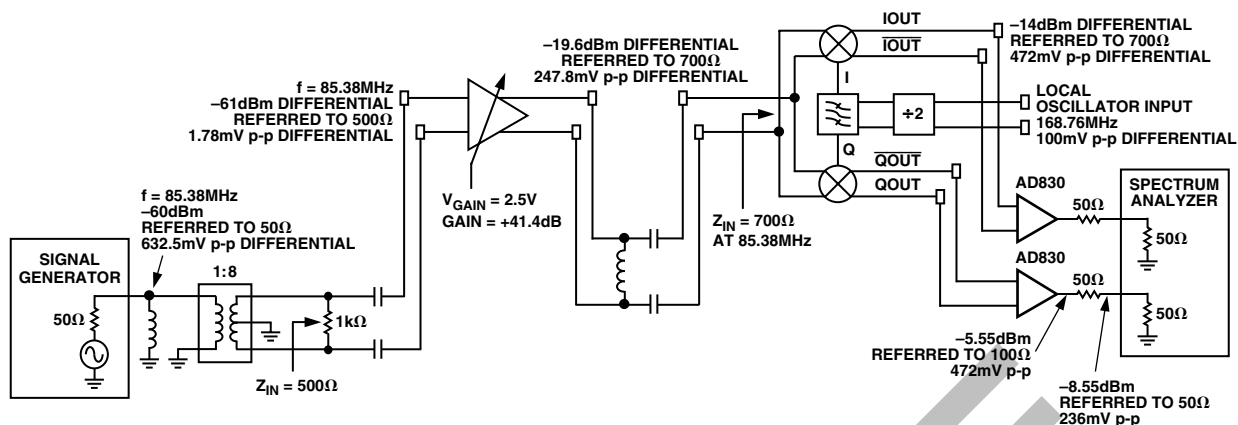 IOUT
IOUT
–14dBm DIFFERENTIAL
REFERRED TO 700Ω
472mV p-p DIFFERENTIAL
–19.6dBm DIFFERENTIAL
REFERRED TO 700Ω
247.8mV p-p DIFFERENTIAL
f = 85.38MHz
–61dBm DIFFERENTIAL
REFERRED TO 500Ω
1.78mV p-p DIFFERENTIAL
I
÷2
LOCAL
OSCILLATOR INPUT
168.76MHz
100mV p-p DIFFERENTIAL
Q
QOUT
QOUT
VGAIN = 2.5V
GAIN = +41.4dB
ZIN = 700Ω
AT 85.38MHz
f = 85.38MHz
–60dBm
REFERRED TO 50Ω
632.5mV p-p DIFFERENTIAL
SIGNAL
GENERATOR
50Ω
1:8
1kΩ
ZIN = 500Ω
AD830
50Ω
SPECTRUM
ANALYZER
50Ω
AD830
50Ω
50Ω
–5.55dBm
REFERRED TO 100Ω
472mV p-p
–8.55dBm
REFERRED TO 50Ω
236mV p-p